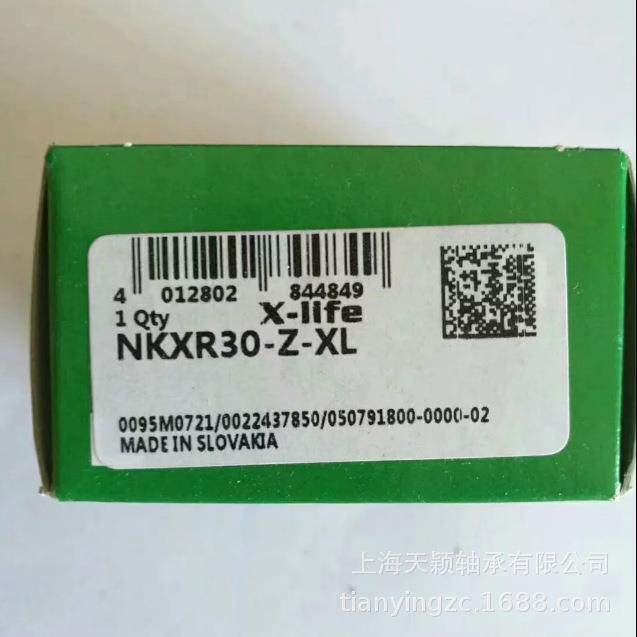 4 012802 844849
1 Qty X-life
NKXR30-Z-XL
0095M0721/0022437850/050791800-0000-02
MADE IN SLOVAKIA
上海天颖轴承有限公司
tianyingzc.1688.com